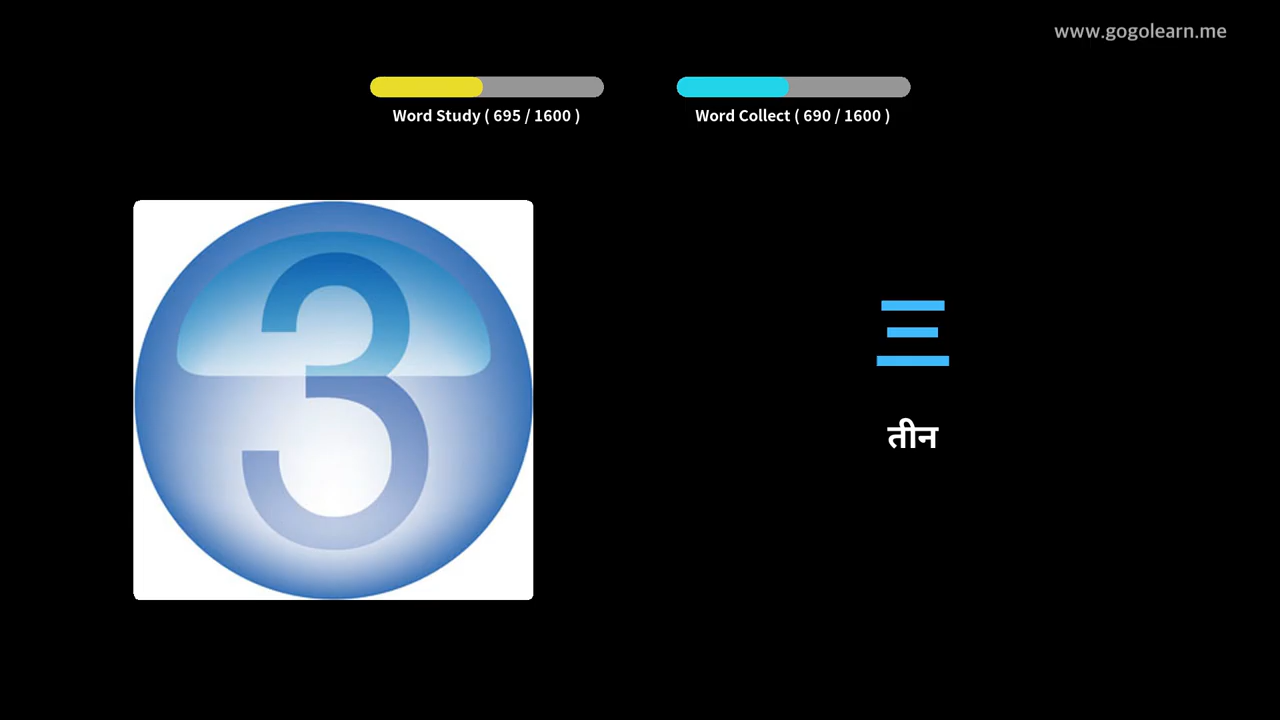 www.gogolearn.me
Word Study ( 695 / 1600 )
Word Collect ( 690 / 1600 )
3
三
तीन